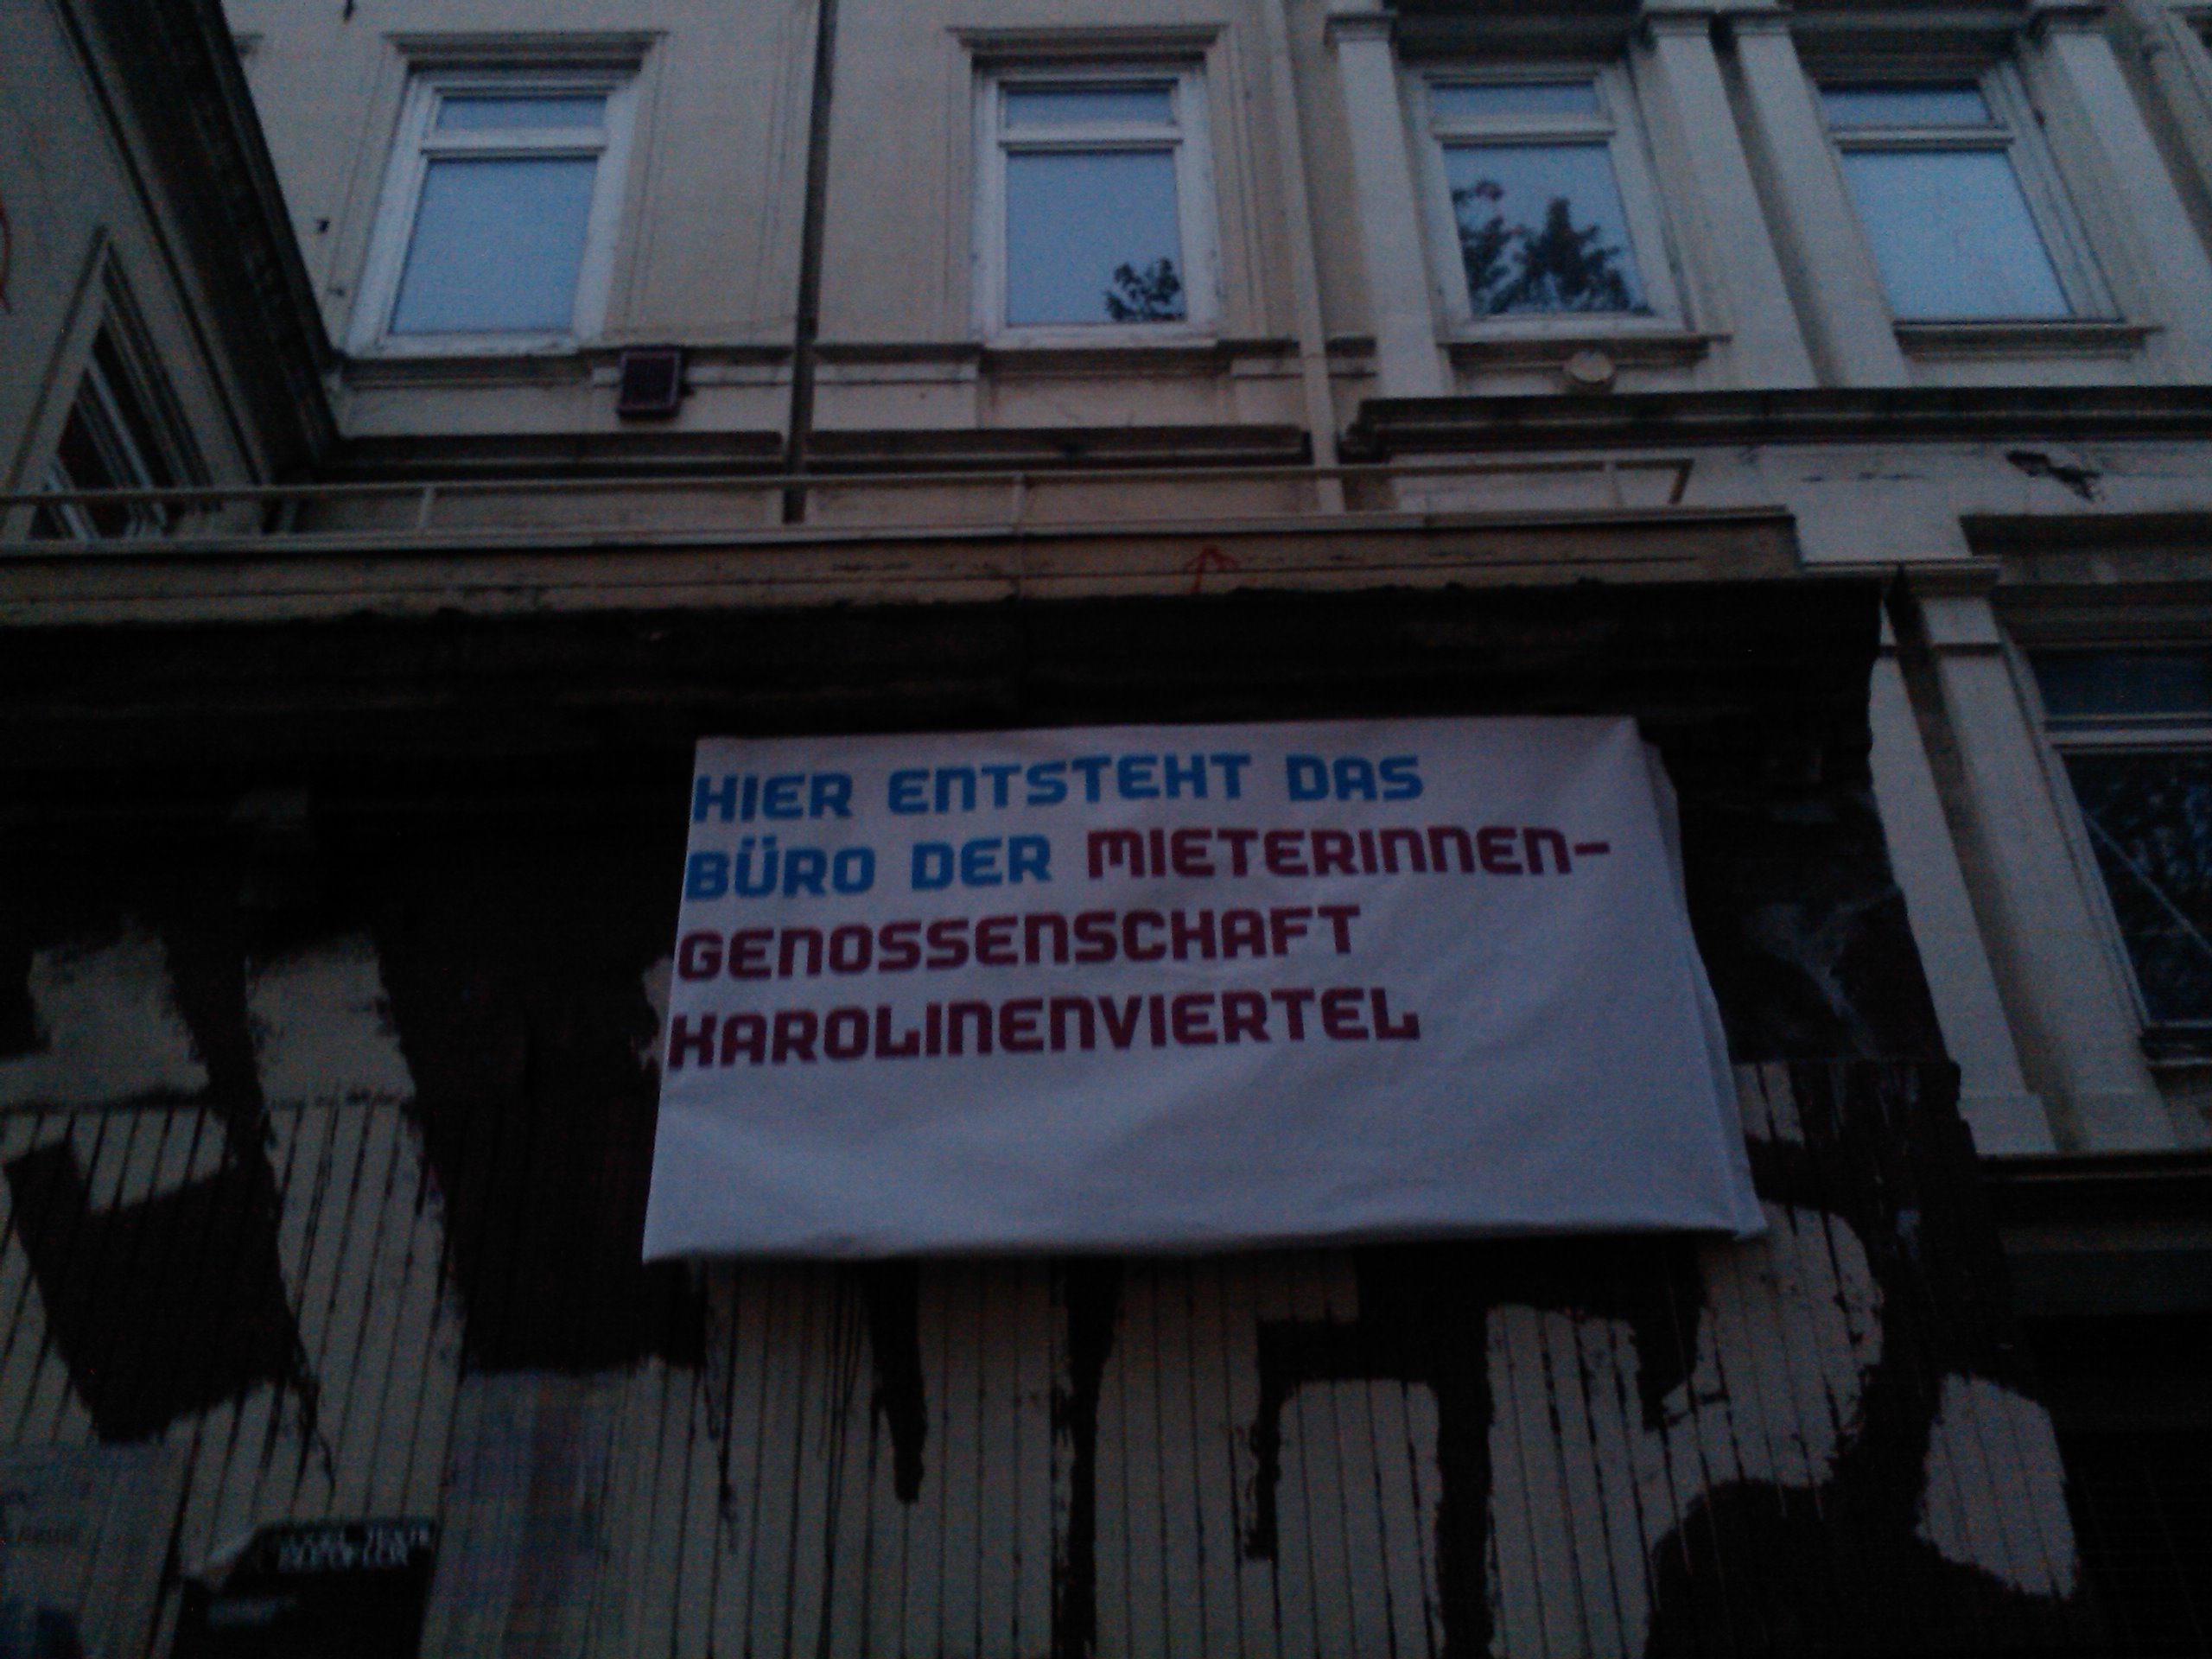 HIER ENTSTEHT DAS
BÜRO DER MIETERINNEN-
GENOSSENSCHAFT
KAROLINENVIERTEL